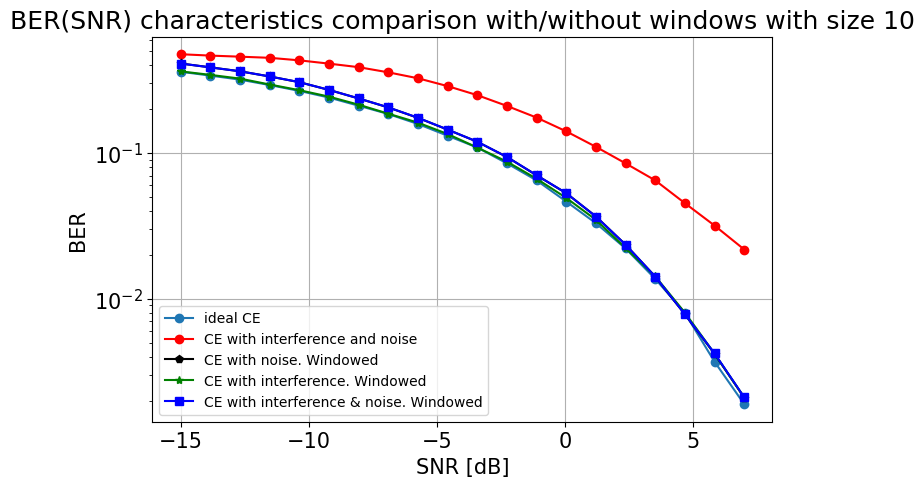 BER(SNR) characteristics comparison with/without windows with size 10
BER
10⁻¹
10⁻²
ideal CE
CE with interference and noise
CE with noise. Windowed
CE with interference. Windowed
CE with interference & noise. Windowed
−15 −10 −5 0 5
SNR [dB]